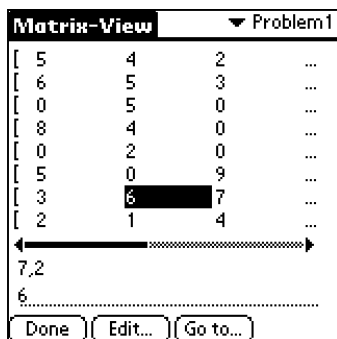 Matrix-View Problem1
[ 5 4 2 ...
[ 6 5 3 ...
[ 0 5 0 ...
[ 8 4 0 ...
[ 0 2 0 ...
[ 5 0 9 ...
[ 3 6 7 ...
[ 2 1 4 ...
7,2
6
Done Edit... Go to...